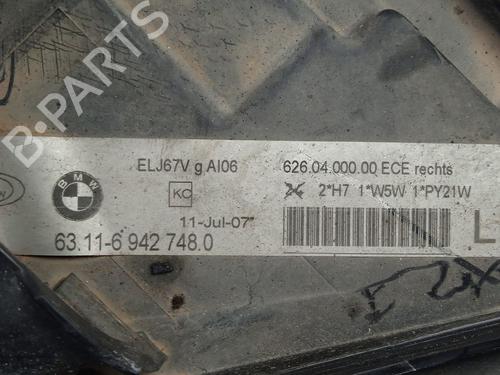 B-PARTS
ELJ67V g AI06
626.04.000.00 ECE rechts
BMW
KC
2*H7 1*W5W 1*PY21W
11-Jul-07*
63.11-6 942 748.0
L